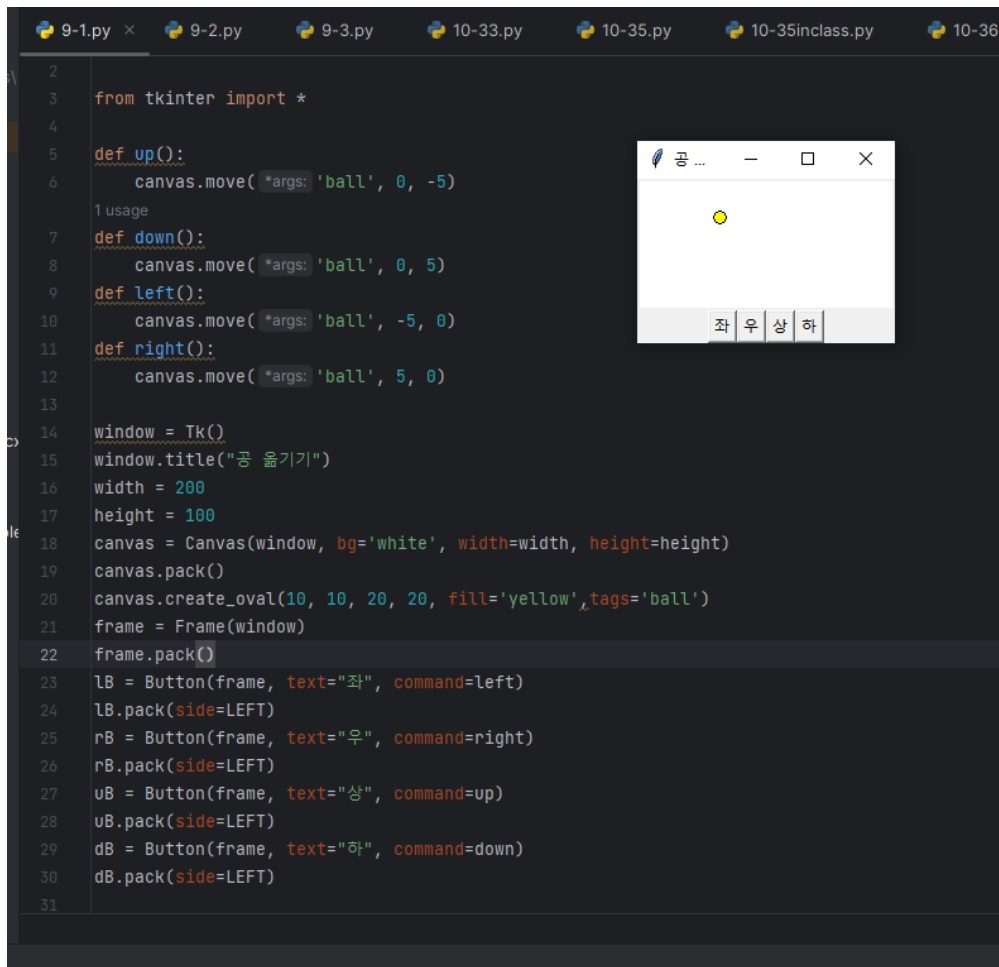 9-1.py × 9-2.py 9-3.py 10-33.py 10-35.py 10-35inclass.py 10-36
2
3 from tkinter import *
4
5 def up():
6 canvas.move( *args: 'ball', 0, -5)
1 usage
7 def down():
8 canvas.move( *args: 'ball', 0, 5)
9 def left():
10 canvas.move( *args: 'ball', -5, 0)
11 def right():
12 canvas.move( *args: 'ball', 5, 0)
13
14 window = Tk()
15 window.title("공 옮기기")
16 width = 200
17 height = 100
18 canvas = Canvas(window, bg='white', width=width, height=height)
19 canvas.pack()
20 canvas.create_oval(10, 10, 20, 20, fill='yellow',tags='ball')
21 frame = Frame(window)
22 frame.pack()
23 lB = Button(frame, text="좌", command=left)
24 lB.pack(side=LEFT)
25 rB = Button(frame, text="우", command=right)
26 rB.pack(side=LEFT)
27 uB = Button(frame, text="상", command=up)
28 uB.pack(side=LEFT)
29 dB = Button(frame, text="하", command=down)
30 dB.pack(side=LEFT)
31
공 ...
좌 우 상 하